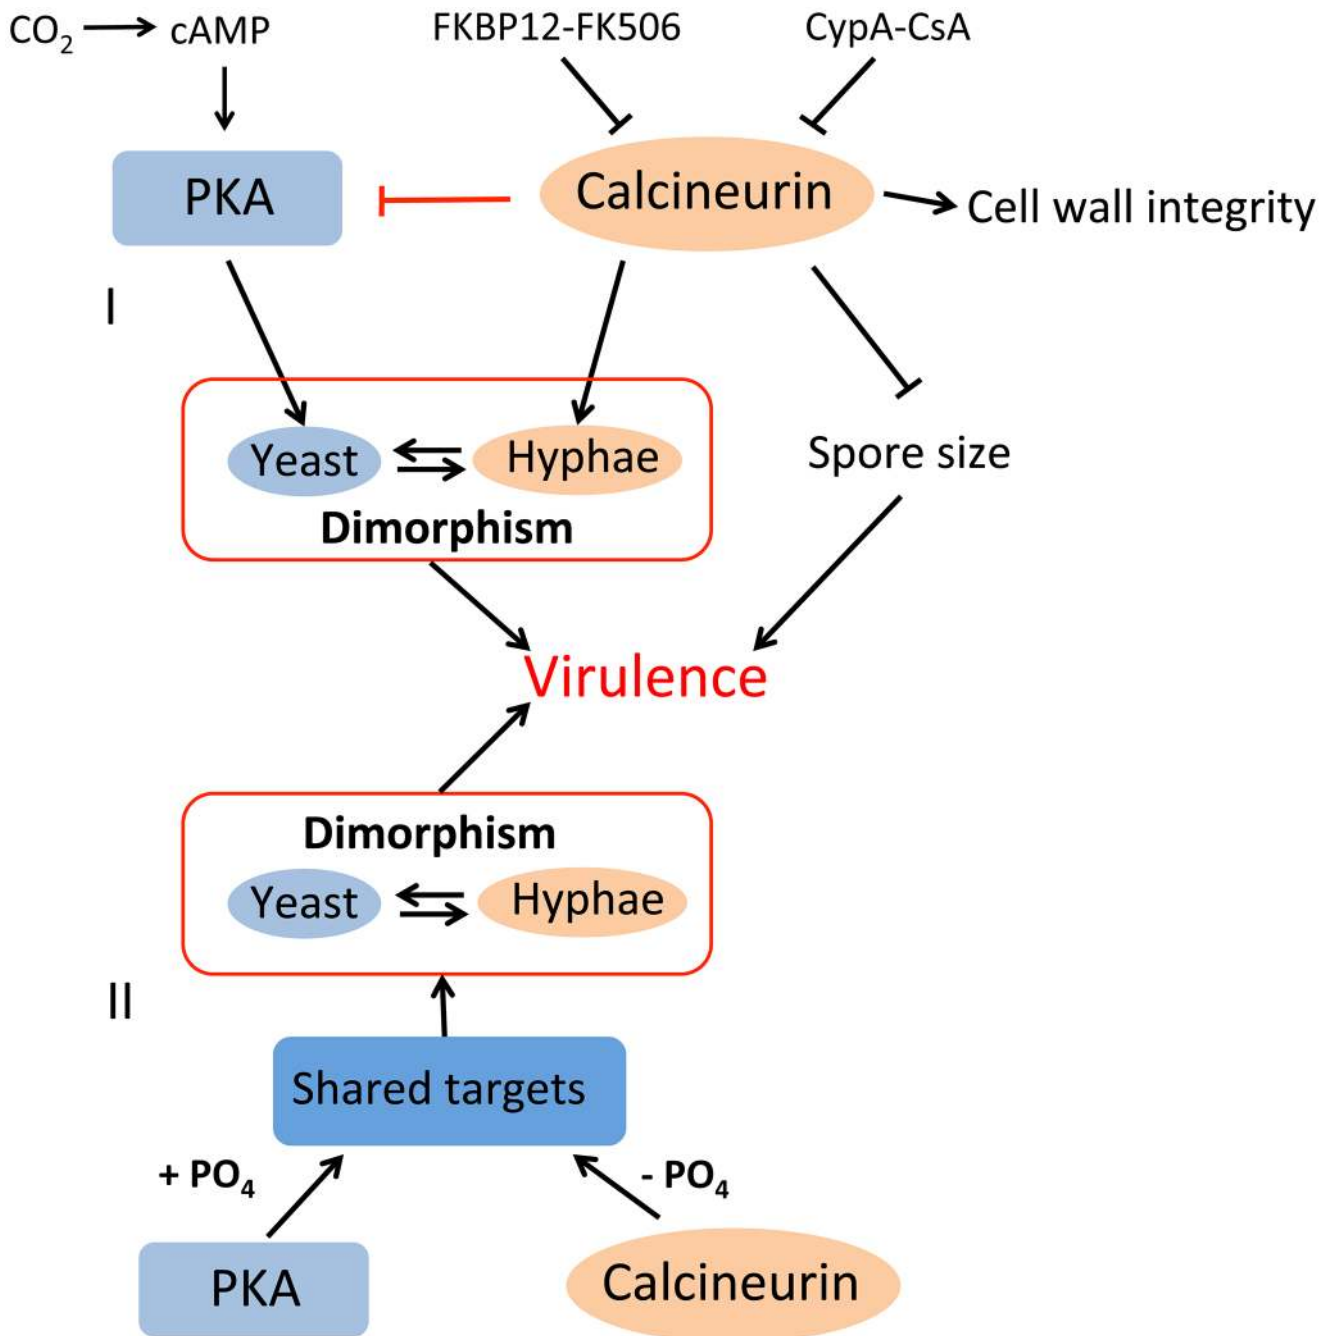 CO₂ cAMP FKBP12-FK506 CypA-CsA
PKA Calcineurin Cell wall integrity
I
Yeast Hyphae Spore size
Dimorphism
Virulence
Dimorphism
Yeast Hyphae
II
Shared targets
+ PO₄ - PO₄
PKA Calcineurin